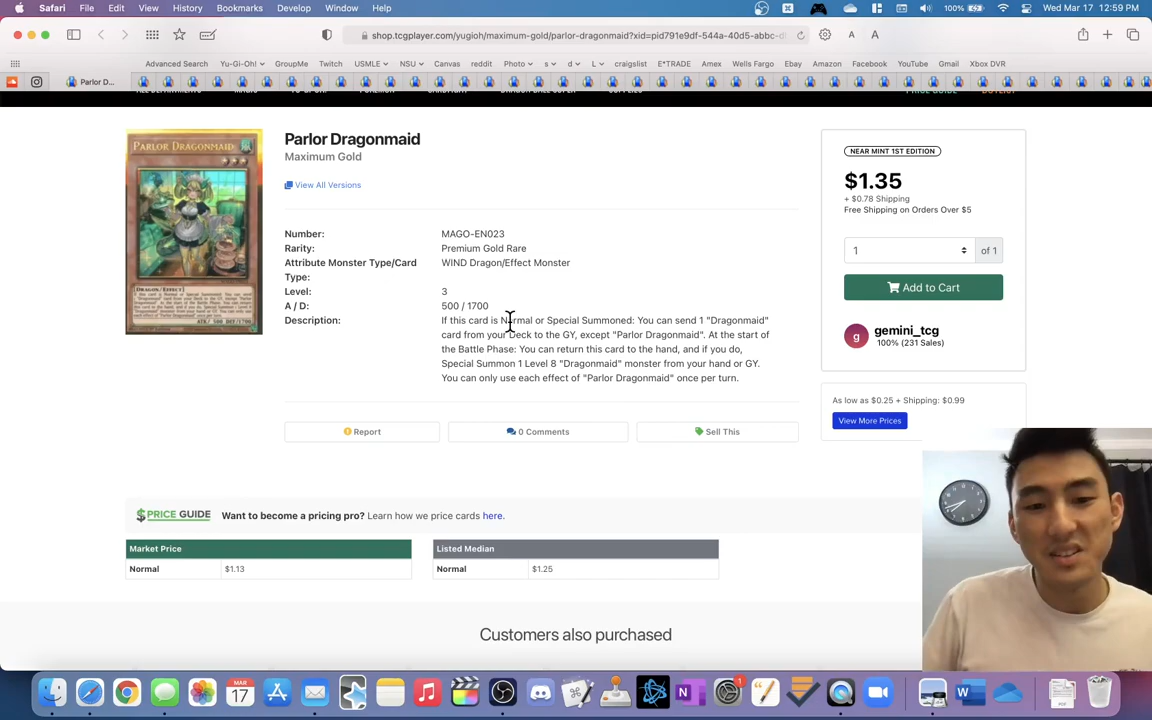 Safari File Edit View History Bookmarks Develop Window Help 100% Wed Mar 17 12:59 PM
shop.tcgplayer.com/yugioh/maximum-gold/parlor-dragonmaid?xid=pid791e9df-544a-40d5-abbc-d
A A
Advanced Search Yu-Gi-Oh! GroupMe Twitch USMLE NSU Canvas reddit Photo s d L craigslist E*TRADE Amex Wells Fargo Ebay Amazon Facebook YouTube Gmail Xbox DVR
Parlor D...
PARLOR DRAGONMAID
[DRAGON/EFFECT]
Parlor Dragonmaid
Maximum Gold
View All Versions
Number: MAGO-EN023
Rarity: Premium Gold Rare
Attribute Monster Type/Card WIND Dragon/Effect Monster
Type:
Level: 3
A / D: 500 / 1700
Description: If this card is Normal or Special Summoned: You can send 1 "Dragonmaid"
card from your Deck to the GY, except "Parlor Dragonmaid". At the start of
the Battle Phase: You can return this card to the hand, and if you do,
Special Summon 1 Level 8 "Dragonmaid" monster from your hand or GY.
You can only use each effect of "Parlor Dragonmaid" once per turn.
Report 0 Comments Sell This
NEAR MINT 1ST EDITION
$1.35
+ $0.78 Shipping
Free Shipping on Orders Over $5
1 of 1
Add to Cart
g gemini_tcg
100% (231 Sales)
As low as $0.25 + Shipping: $0.99
View More Prices
$PRICE GUIDE Want to become a pricing pro? Learn how we price cards here.
Market Price
Normal $1.13
Listed Median
Normal $1.25
Customers also purchased
MAR
17
1